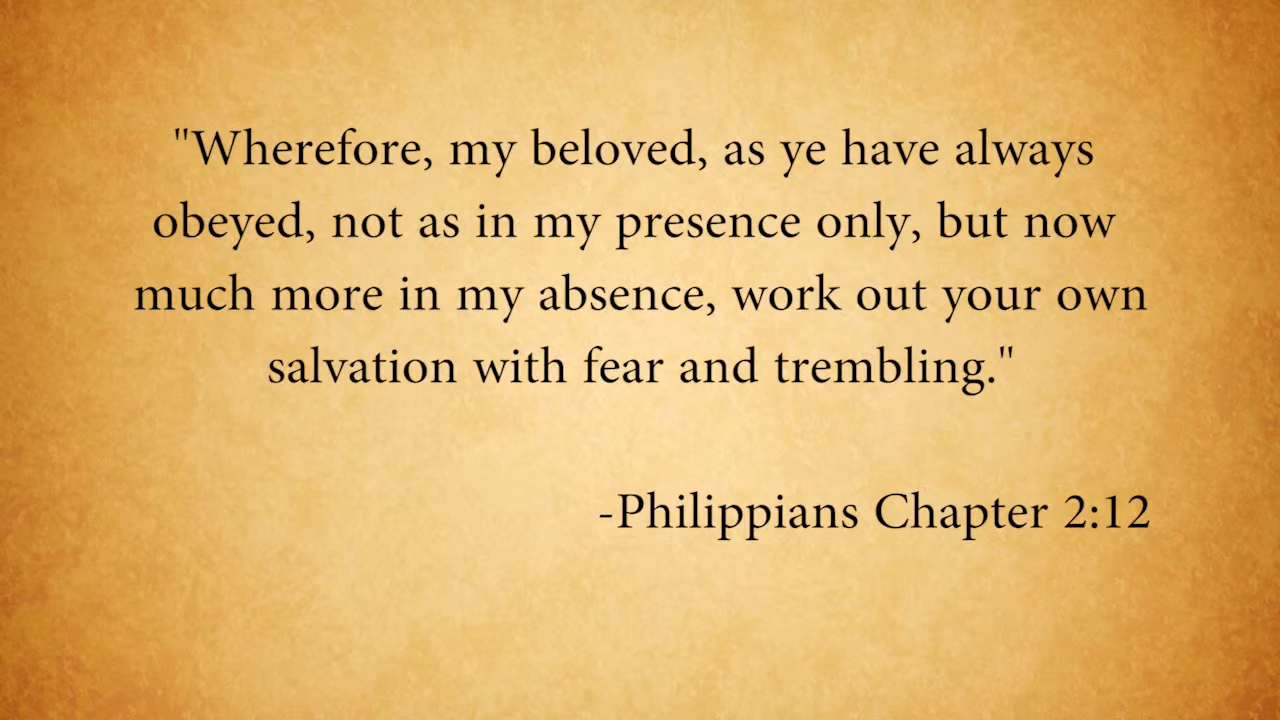 "Wherefore, my beloved, as ye have always
obeyed, not as in my presence only, but now
much more in my absence, work out your own
salvation with fear and trembling."
-Philippians Chapter 2:12